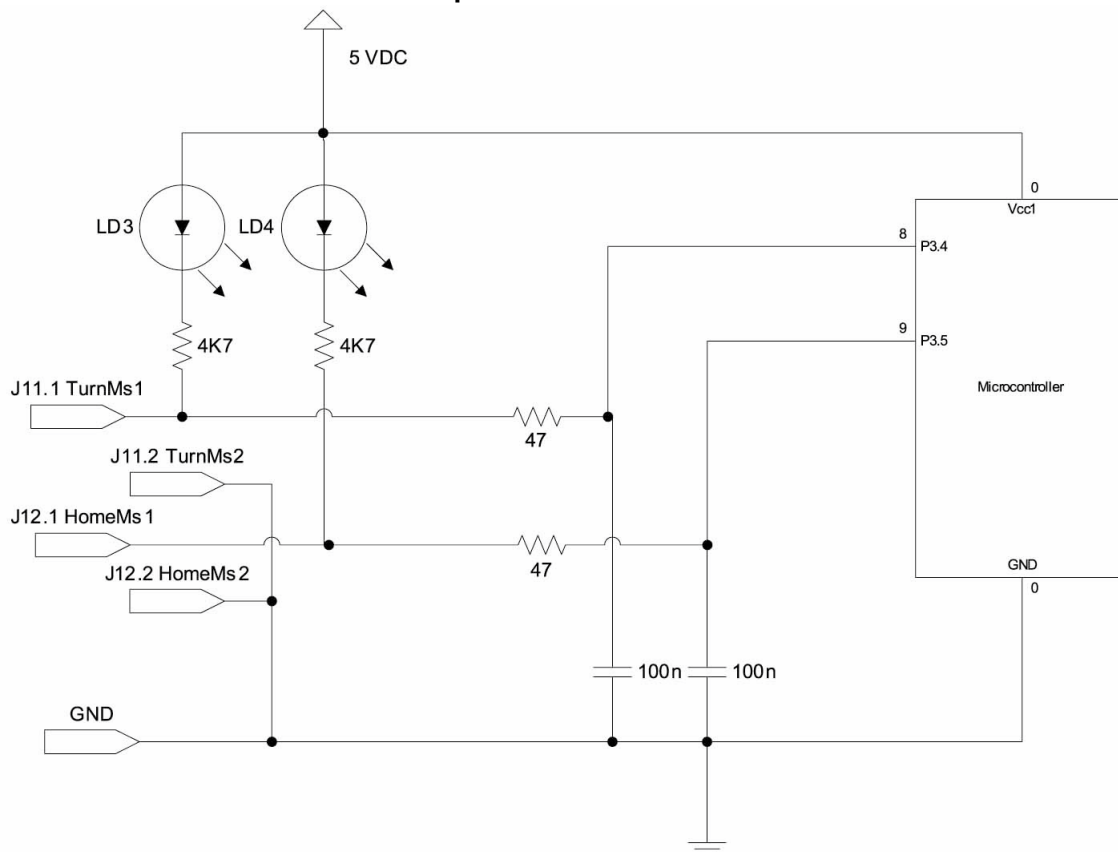 5 VDC
0
Vcc1
LD3
LD4
8
P3.4
4K7
4K7
9
P3.5
Microcontroller
J11.1 TurnMs1
47
J11.2 TurnMs2
J12.1 HomeMs1
47
J12.2 HomeMs2
GND
0
100n
100n
GND